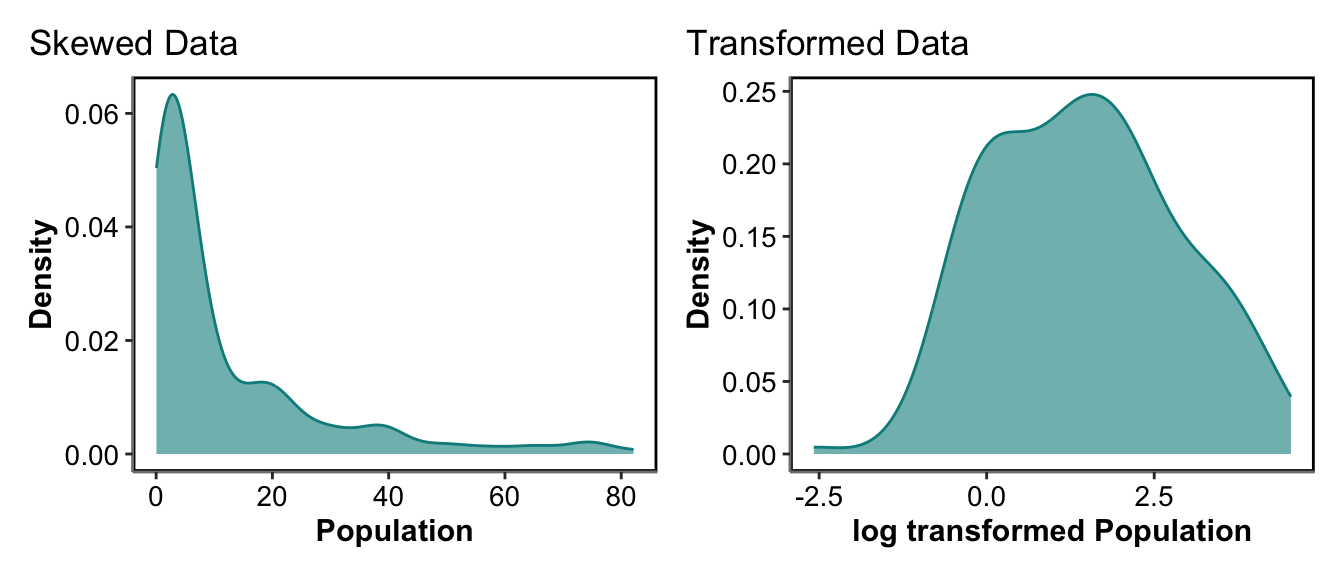 Skewed Data
Density
0.06
0.04
0.02
0.00
0 20 40 60 80
Population
Transformed Data
Density
0.25
0.20
0.15
0.10
0.05
0.00
-2.5 0.0 2.5
log transformed Population